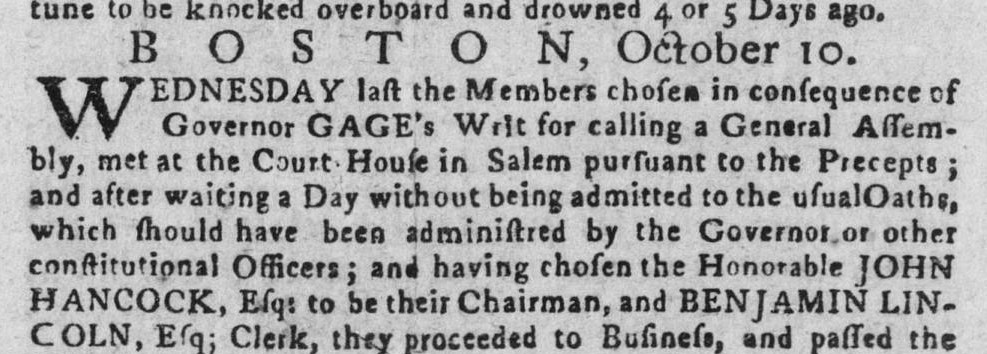 tune to be knocked overboard and drowned 4 or 5 Days ago.
B O S T O N, October 10.
WEDNESDAY laſt the Members choſen in conſequence of
Governor GAGE's Writ for calling a General Aſſem-
bly, met at the Court-Houſe in Salem purſuant to the Precepts;
and after waiting a Day without being admitted to the uſual Oaths,
which ſhould have been adminiſtred by the Governor or other
conſtitutional Officers; and having choſen the Honorable JOHN
HANCOCK, Eſq: to be their Chairman, and BENJAMIN LIN-
COLN, Eſq; Clerk, they proceeded to Buſineſs, and paſſed the